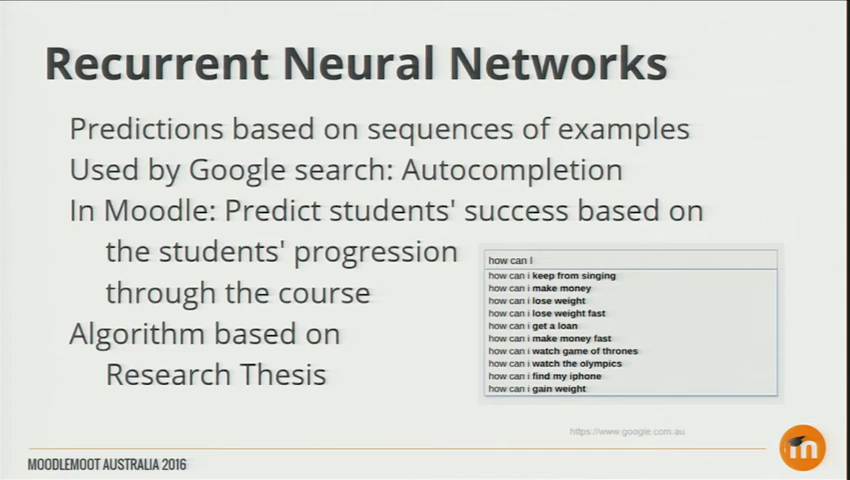 Recurrent Neural Networks
Predictions based on sequences of examples
Used by Google search: Autocompletion
In Moodle: Predict students' success based on
the students' progression
through the course
Algorithm based on
Research Thesis
how can I
how can i keep from singing
how can i make money
how can i lose weight
how can i lose weight fast
how can i get a loan
how can i make money fast
how can i watch game of thrones
how can i watch the olympics
how can i find my iphone
how can i gain weight
https://www.google.com.au
MOODLEMOOT AUSTRALIA 2016
m